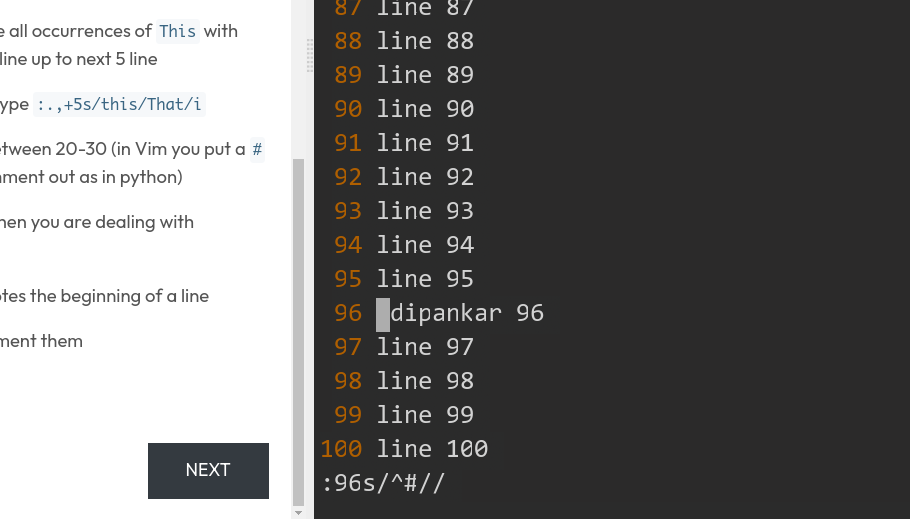 e all occurrences of This with
line up to next 5 line
ype :.,+5s/this/That/i
etween 20-30 (in Vim you put a #
nment out as in python)
hen you are dealing with
otes the beginning of a line
ment them
NEXT
87 line 87
88 line 88
89 line 89
90 line 90
91 line 91
92 line 92
93 line 93
94 line 94
95 line 95
96 dipankar 96
97 line 97
98 line 98
99 line 99
100 line 100
:96s/^#//